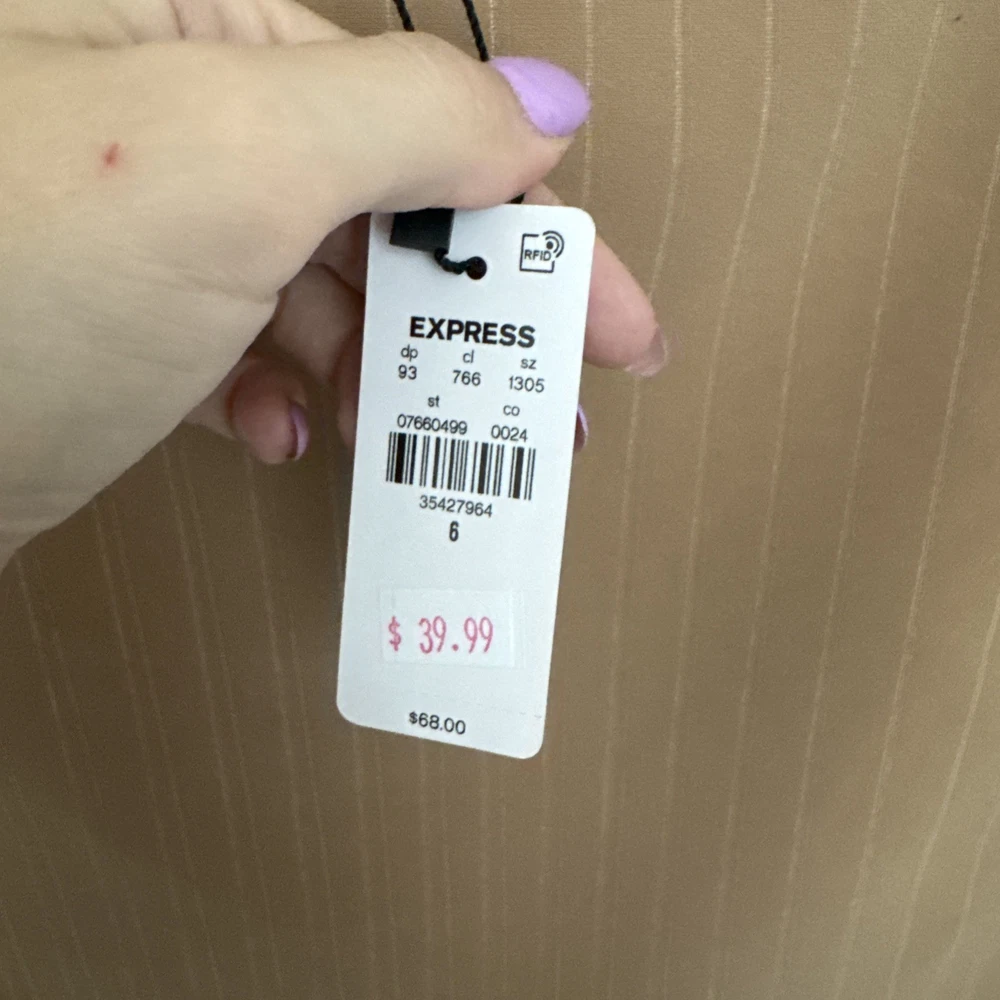 RFID
EXPRESS
dp cl sz
93 766 1305
st co
07660499 0024
35427964
6
$ 39.99
$68.00